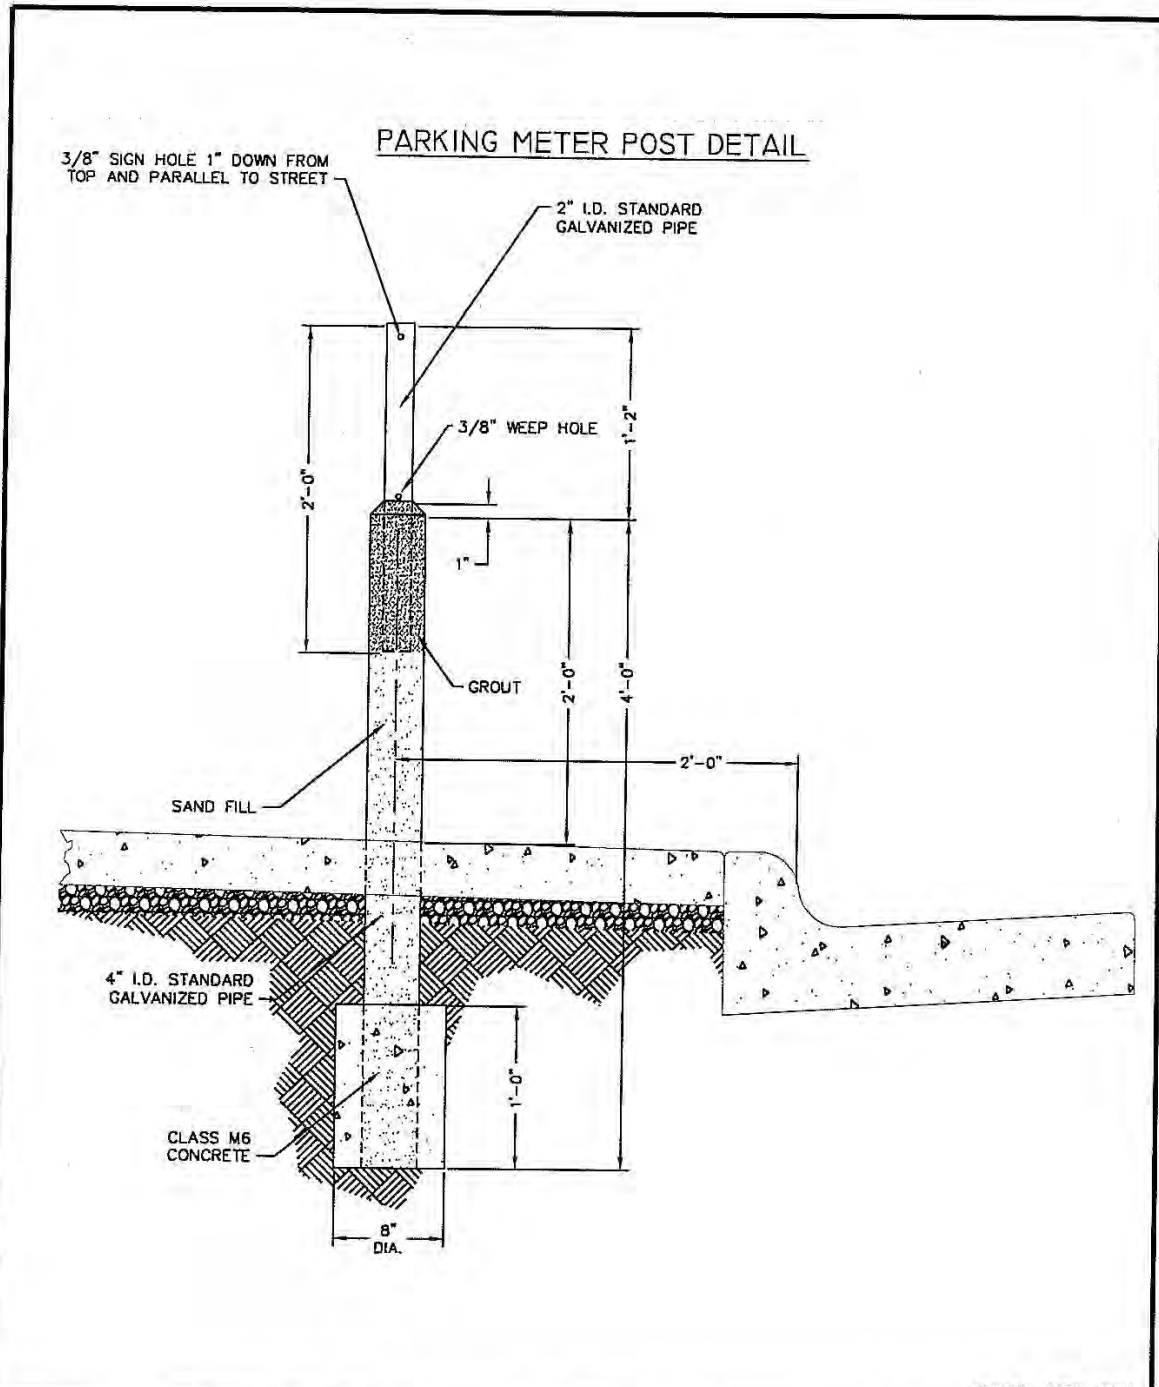 PARKING METER POST DETAIL
3/8" SIGN HOLE 1" DOWN FROM
TOP AND PARALLEL TO STREET
2" I.D. STANDARD
GALVANIZED PIPE
3/8" WEEP HOLE
1'-2"
2'-0"
1"
GROUT
2'-0"
4'-0"
2'-0"
SAND FILL
4" I.D. STANDARD
GALVANIZED PIPE
1'-0"
CLASS M6
CONCRETE
8"
DIA.